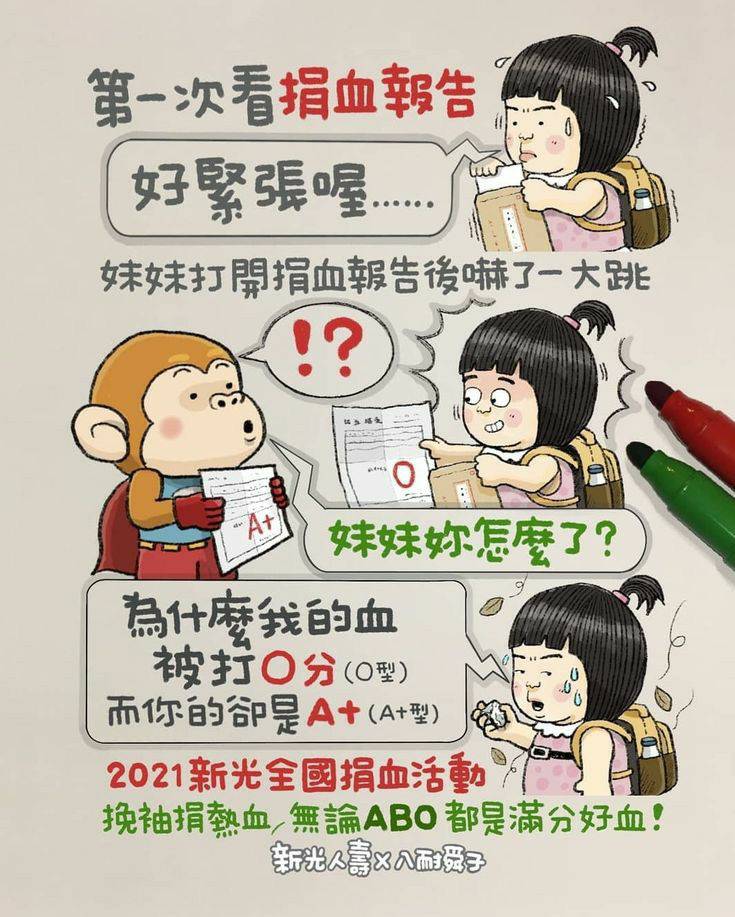 第一次看捐血報告
好緊張喔......
妹妹打開捐血報告後嚇了一大跳
!?
A+
O
妹妹妳怎麼了?
為什麼我的血
被打O分(O型)
而你的卻是A+(A+型)
2021新光全國捐血活動
挽袖捐熱血,無論ABO都是滿分好血!
新光人壽×八耐舜子